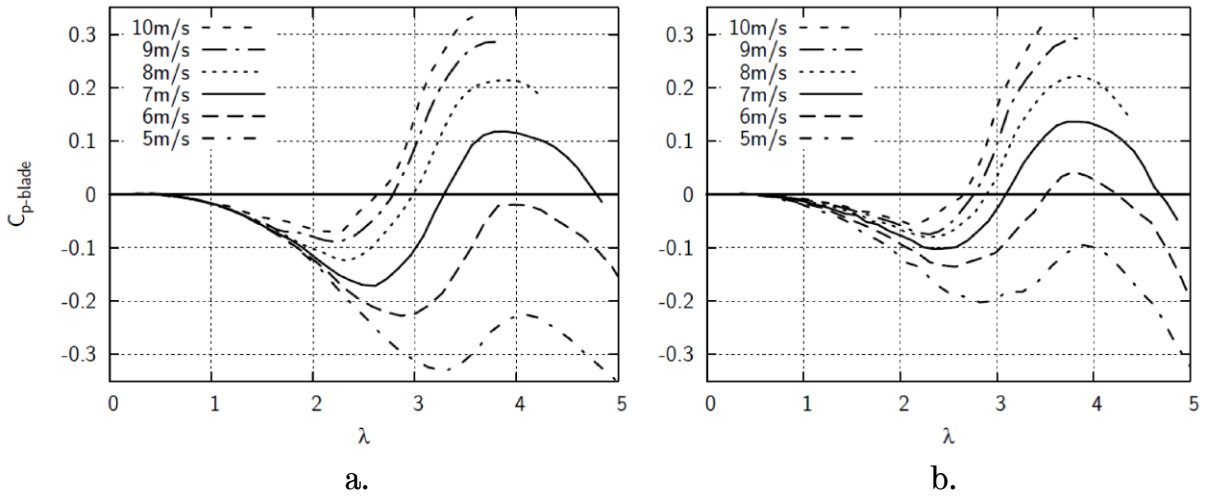 0.3
0.2
0.1
0
-0.1
-0.2
-0.3
C_p-blade
10m/s
9m/s
8m/s
7m/s
6m/s
5m/s
0 1 2 3 4 5
λ
a.
0.3
0.2
0.1
0
-0.1
-0.2
-0.3
10m/s
9m/s
8m/s
7m/s
6m/s
5m/s
0 1 2 3 4 5
λ
b.